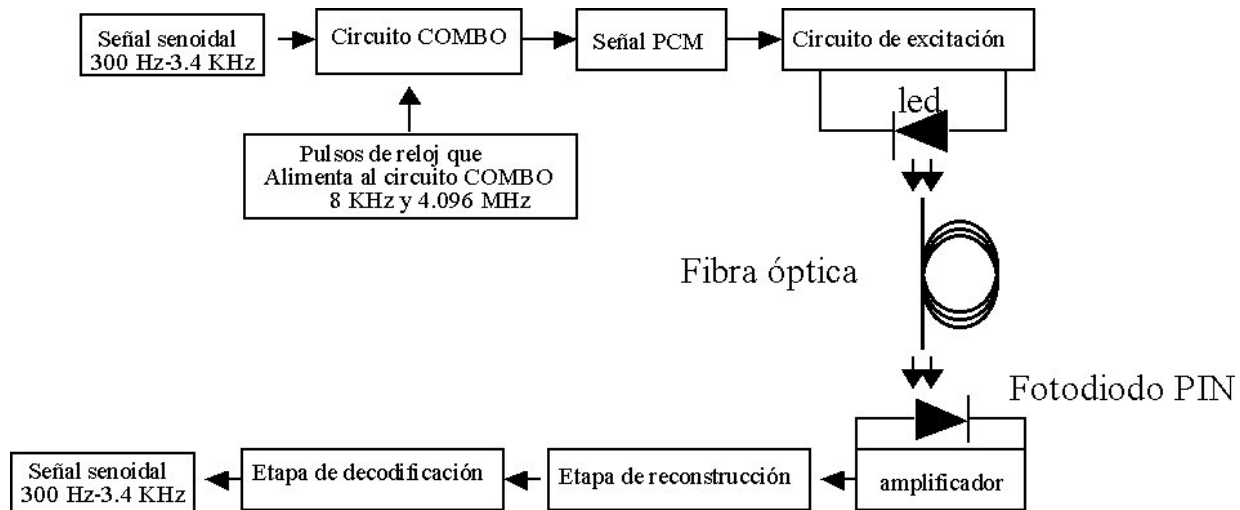 Señal senoidal
300 Hz-3.4 KHz
Circuito COMBO
Señal PCM
Circuito de excitación
led
Pulsos de reloj que
Alimenta al circuito COMBO
8 KHz y 4.096 MHz
Fibra óptica
Fotodiodo PIN
Señal senoidal
300 Hz-3.4 KHz
Etapa de decodificación
Etapa de reconstrucción
amplificador